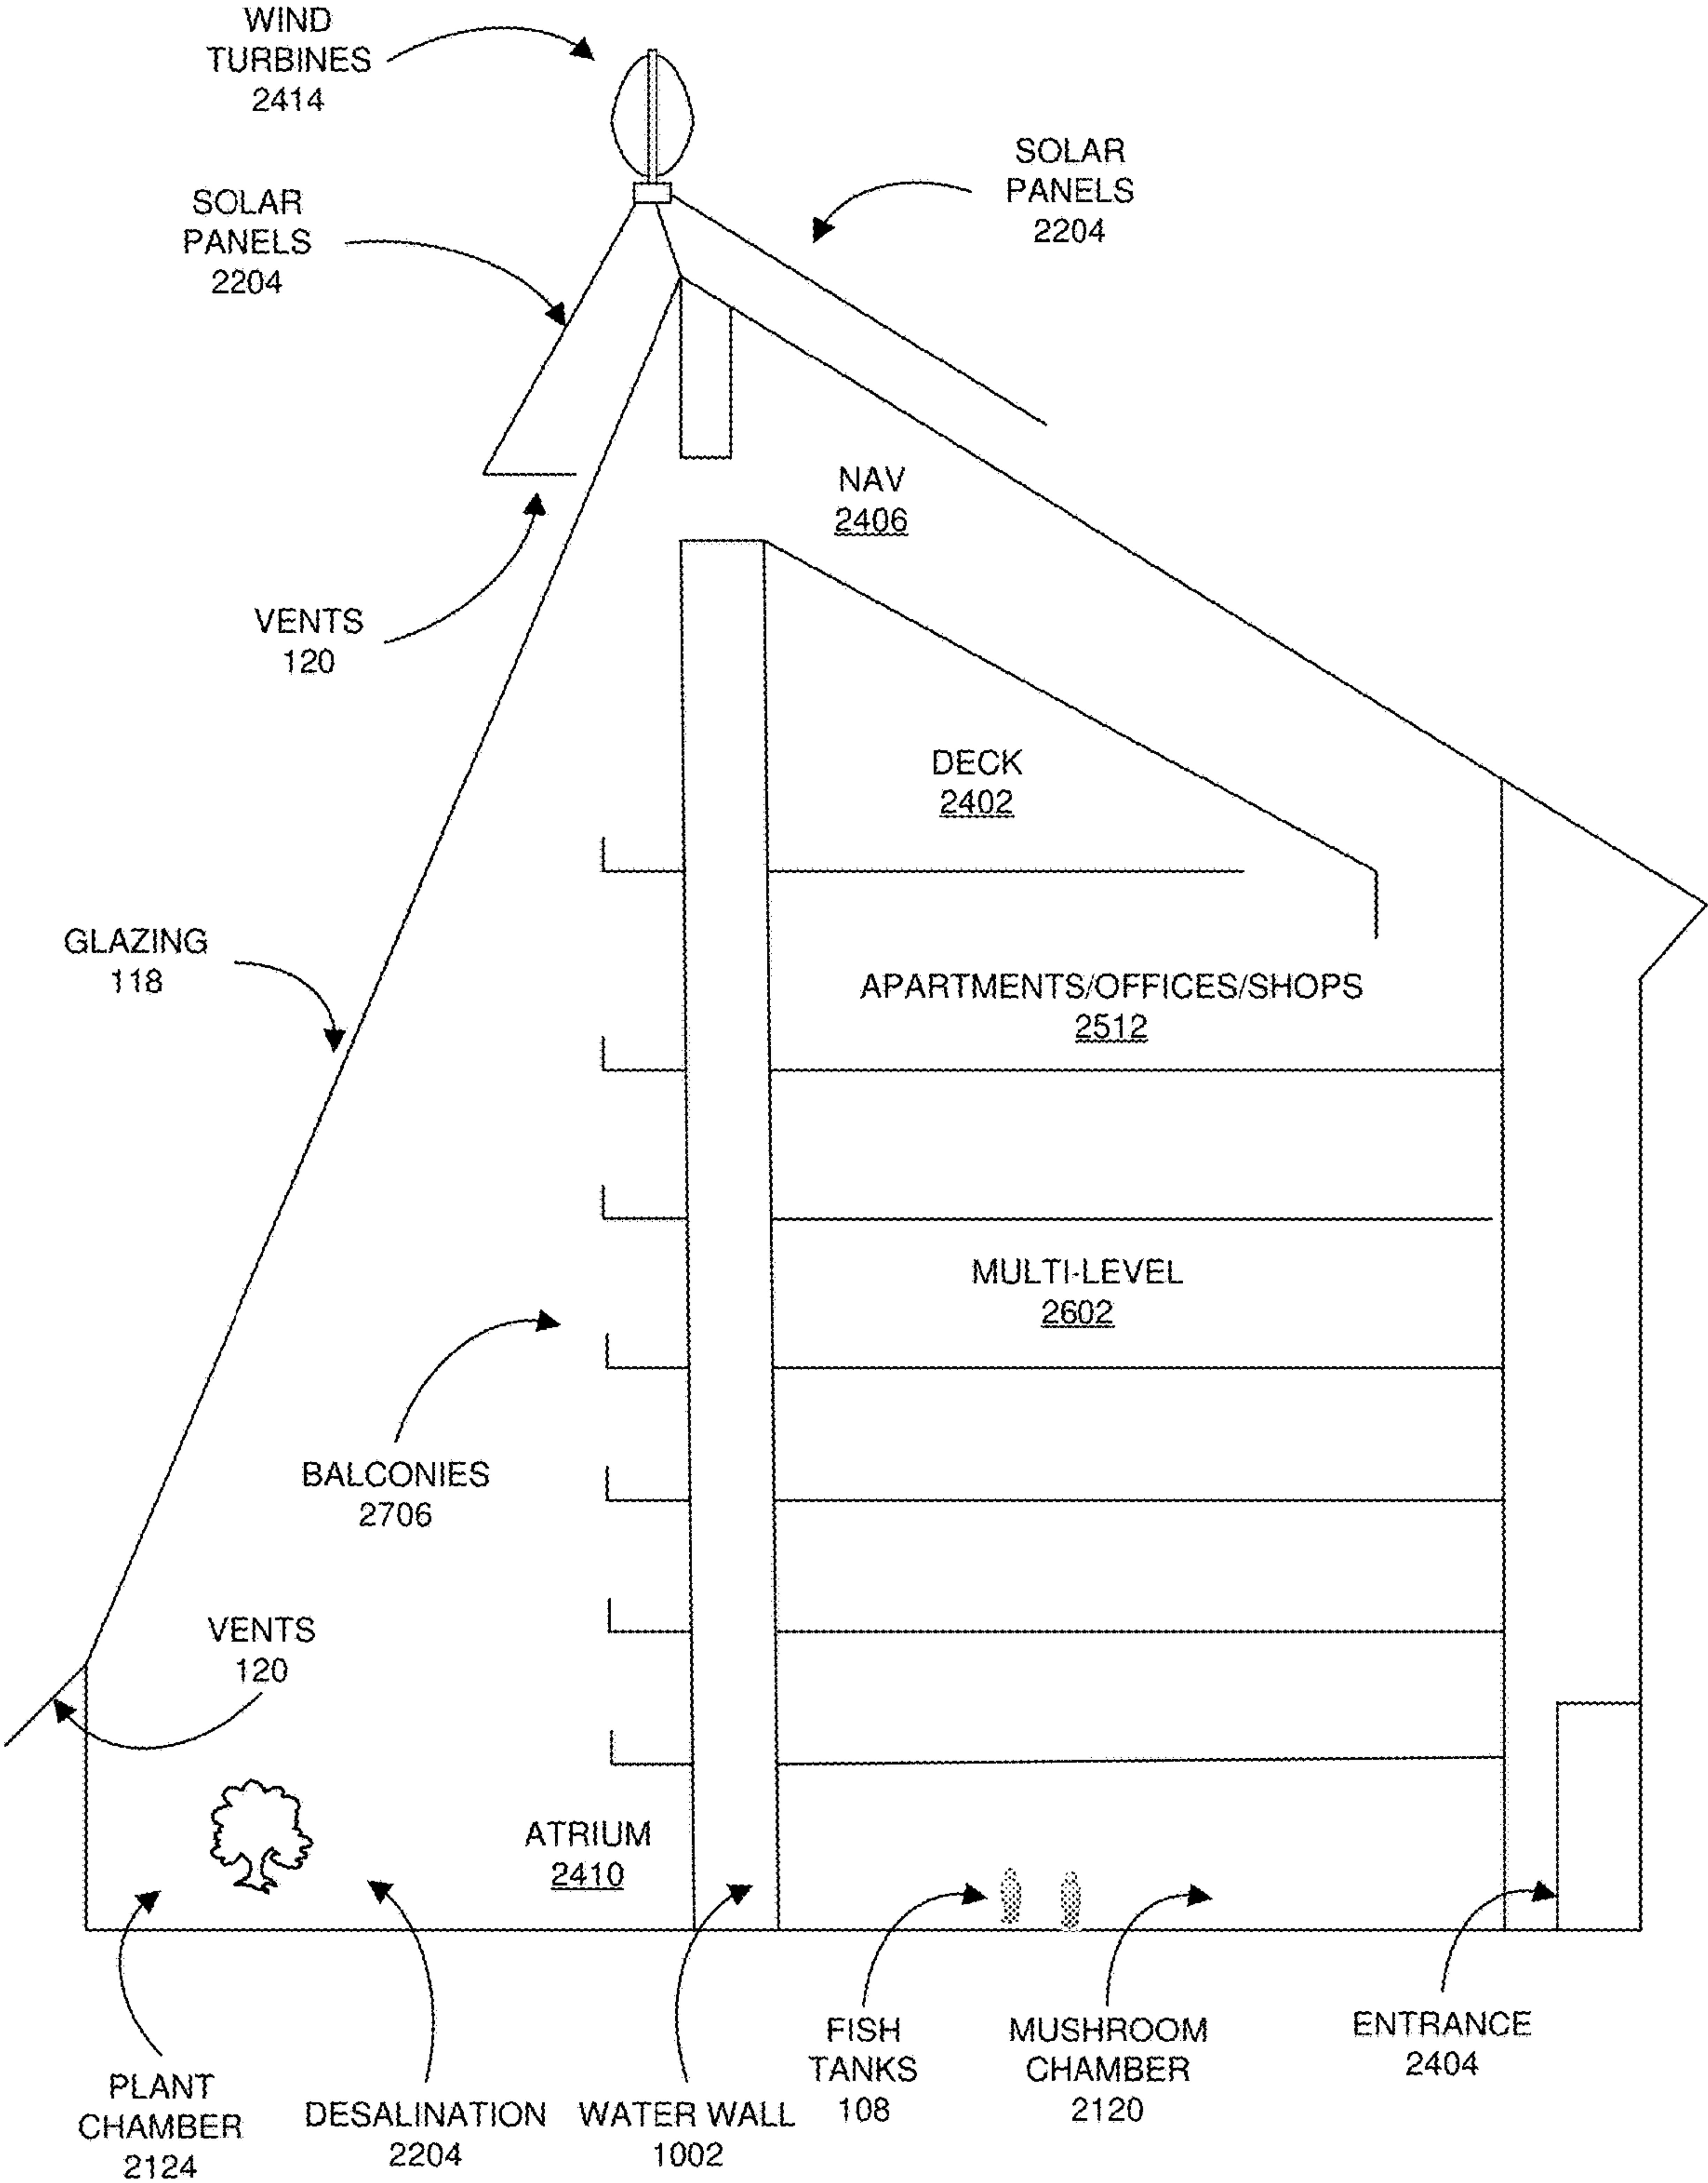 WIND
TURBINES
2414
SOLAR
PANELS
2204
SOLAR
PANELS
2204
NAV
2406
VENTS
120
DECK
2402
GLAZING
118
APARTMENTS/OFFICES/SHOPS
2512
MULTI-LEVEL
2602
BALCONIES
2706
VENTS
120
ATRIUM
2410
PLANT
CHAMBER
2124
DESALINATION
2204
WATER WALL
1002
FISH
TANKS
108
MUSHROOM
CHAMBER
2120
ENTRANCE
2404